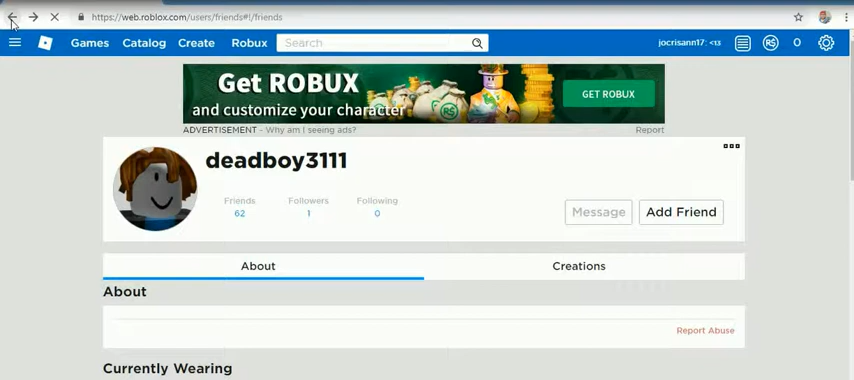 https://web.roblox.com/users/friends#!/friends
Games Catalog Create Robux Search jocrisann17: <13 R$ 0
Get ROBUX
and customize your character
GET ROBUX
ADVERTISEMENT - Why am I seeing ads? Report
deadboy3111
Friends Followers Following
62 1 0
Message Add Friend
About Creations
About
Report Abuse
Currently Wearing